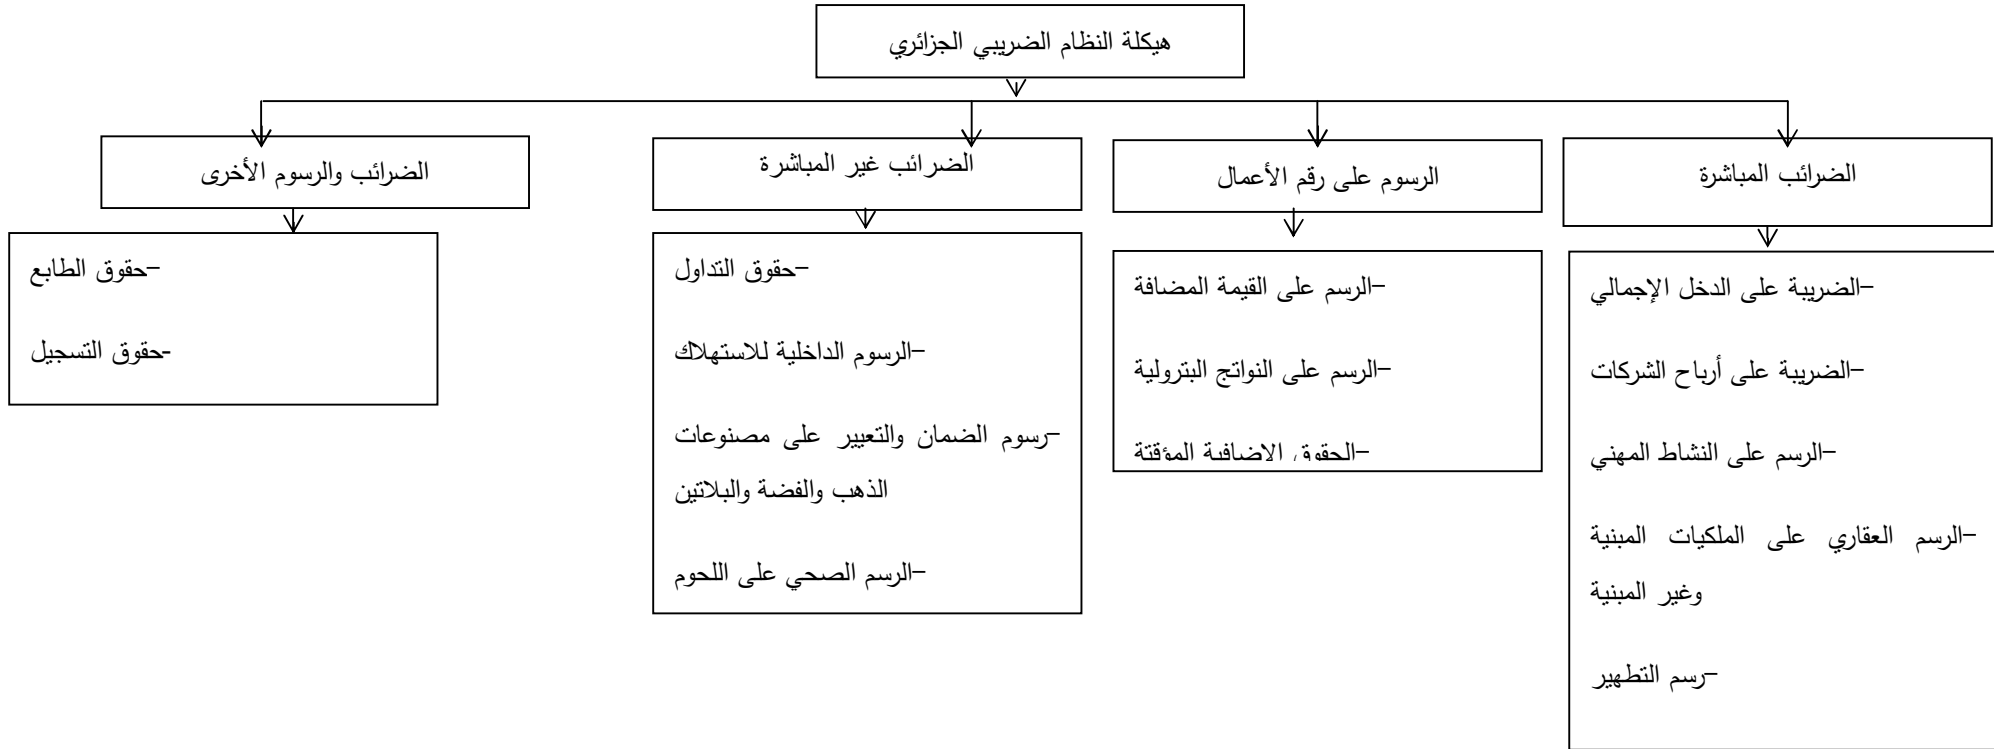 هيكلة النظام الضريبي الجزائري
الضرائب المباشرة
الرسوم على رقم الأعمال
الضرائب غير المباشرة
الضرائب والرسوم الأخرى
-الضريبة على الدخل الإجمالي
-الضريبة على أرباح الشركات
-الرسم على النشاط المهني
-الرسم العقاري على الملكيات المبنية
وغير المبنية
-رسم التطهير
-الرسم على القيمة المضافة
-الرسم على النواتج البترولية
-الحقوق الاضافية المؤقتة
-حقوق التداول
-الرسوم الداخلية للاستهلاك
-رسوم الضمان والتعيير على مصنوعات
الذهب والفضة والبلاتين
-الرسم الصحي على اللحوم
-حقوق الطابع
-حقوق التسجيل